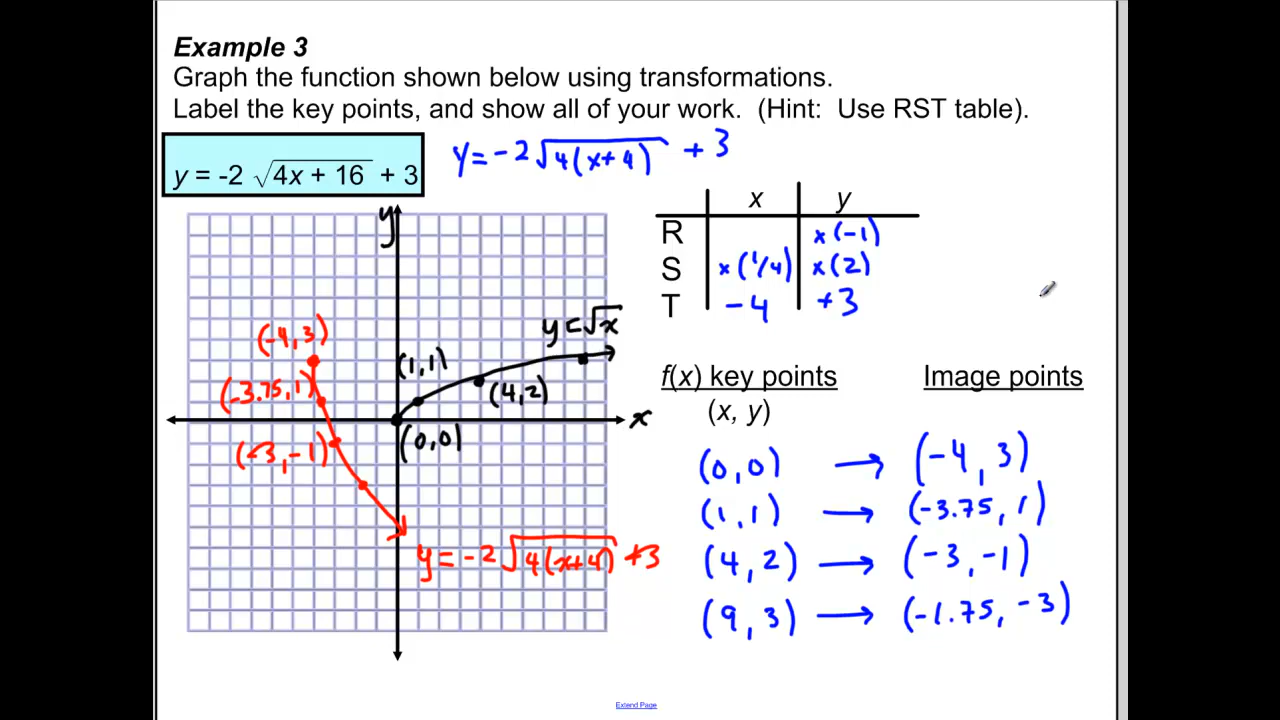 Example 3
Graph the function shown below using transformations.
Label the key points, and show all of your work. (Hint: Use RST table).
y = -2 √4x + 16 + 3
y = -2 √4(x+4) + 3
x y
R x(-1)
S x(1/4) x(2)
T -4 +3
y
y = √x
(-4, 3)
(1, 1)
(-3.75, 1)
(4, 2)
x
(0, 0)
(-3, -1)
y = -2 √4(x+4) +3
f(x) key points Image points
(x, y)
(0, 0) → (-4, 3)
(1, 1) → (-3.75, 1)
(4, 2) → (-3, -1)
(9, 3) → (-1.75, -3)
Extend Page